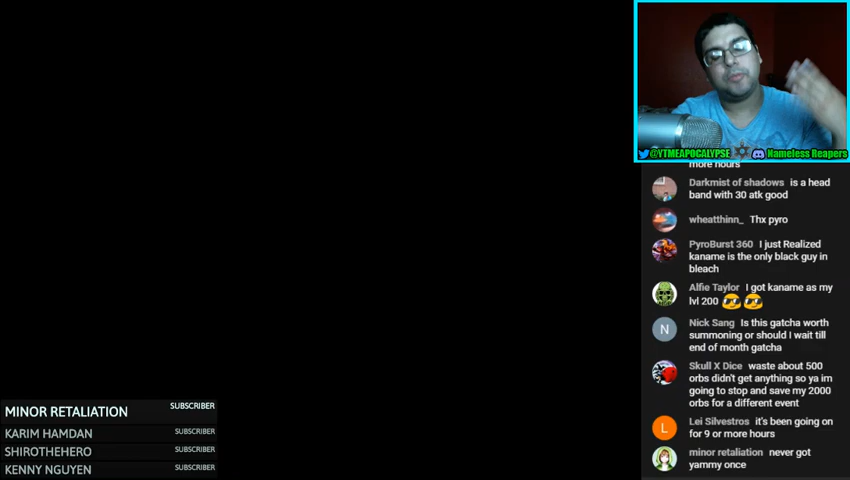 @YTMEAPOCALYPSE Nameless Reapers
more hours
Darkmist of shadows is a head
band with 30 atk good
wheatthinn_ Thx pyro
PyroBurst 360 I just Realized
kaname is the only black guy in
bleach
Alfie Taylor I got kaname as my
lvl 200
N
Nick Sang Is this gatcha worth
summoning or should I wait till
end of month gatcha
Skull X Dice waste about 500
orbs didn't get anything so ya im
going to stop and save my 2000
orbs for a different event
L
Lei Silvestros it's been going on
for 9 or more hours
minor retaliation never got
yammy once
MINOR RETALIATION SUBSCRIBER
KARIM HAMDAN SUBSCRIBER
SHIROTHEHERO SUBSCRIBER
KENNY NGUYEN SUBSCRIBER